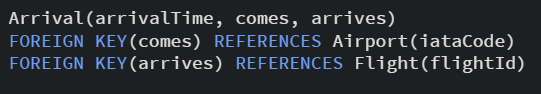 Arrival(arrivalTime, comes, arrives)
FOREIGN KEY(comes) REFERENCES Airport(iataCode)
FOREIGN KEY(arrives) REFERENCES Flight(flightId)